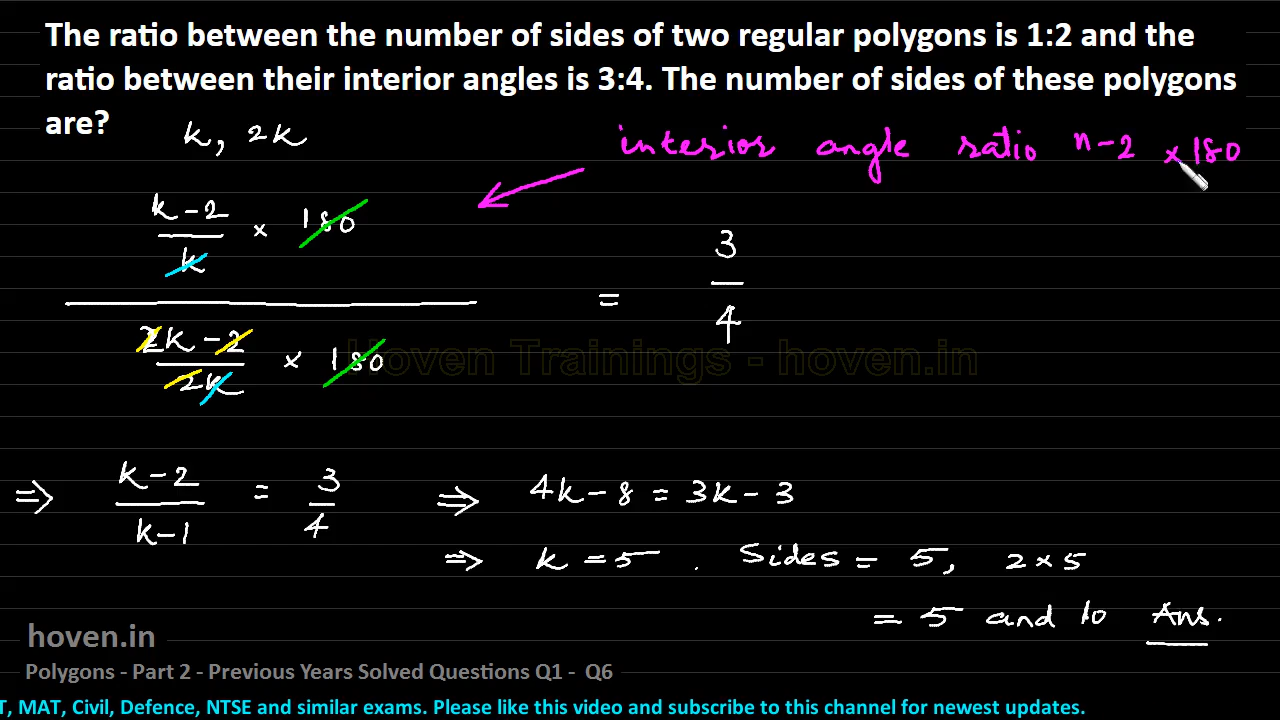 The ratio between the number of sides of two regular polygons is 1:2 and the
ratio between their interior angles is 3:4. The number of sides of these polygons
are?
k, 2k
interior angle ratio n-2 × 180
k-2
k
× 180
2k-2
2k
× 180
=
3
4
Hoven Trainings - hoven.in
⇒ k-2
k-1
= 3
4
⇒ 4k-8 = 3k-3
⇒ k = 5 . Sides = 5, 2×5
= 5 and 10 Ans.
hoven.in
Polygons - Part 2 - Previous Years Solved Questions Q1 - Q6
T, MAT, Civil, Defence, NTSE and similar exams. Please like this video and subscribe to this channel for newest updates.